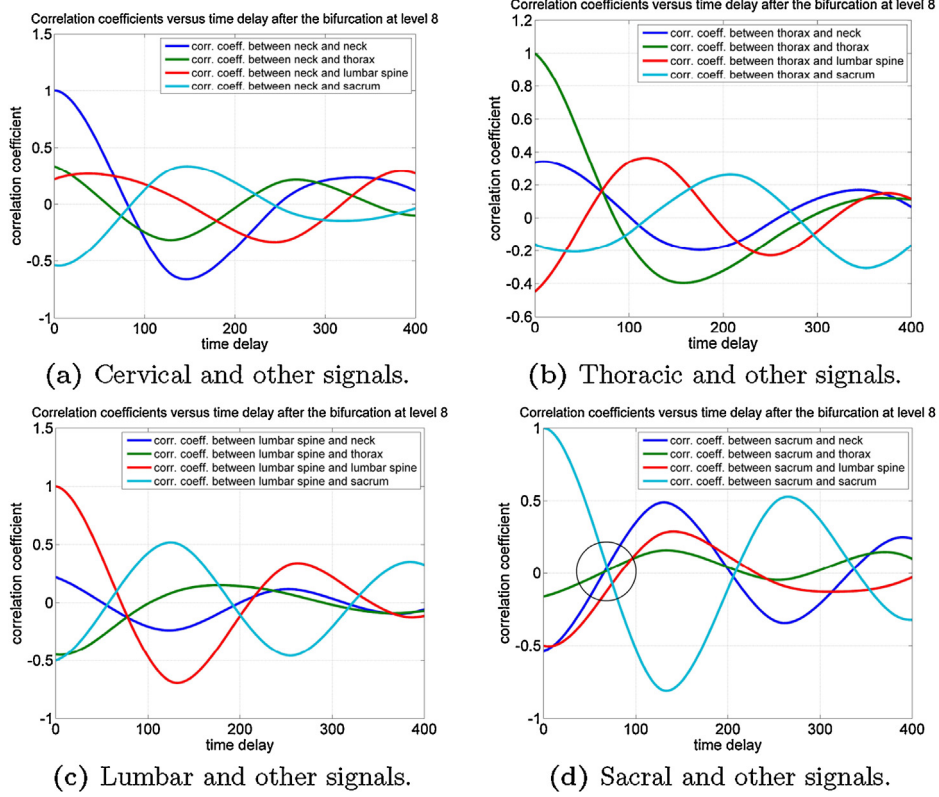 Correlation coefficients versus time delay after the bifurcation at level 8
1.5
1
0.5
0
-0.5
-1
correlation coefficient
corr. coeff. between neck and neck
corr. coeff. between neck and thorax
corr. coeff. between neck and lumbar spine
corr. coeff. between neck and sacrum
0 100 200 300 400
time delay
(a) Cervical and other signals.
Correlation coefficients versus time delay after the bifurcation at level 8
1.2
1
0.8
0.6
0.4
0.2
0
-0.2
-0.4
-0.6
correlation coefficient
corr. coeff. between thorax and neck
corr. coeff. between thorax and thorax
corr. coeff. between thorax and lumbar spine
corr. coeff. between thorax and sacrum
0 100 200 300 400
time delay
(b) Thoracic and other signals.
Correlation coefficients versus time delay after the bifurcation at level 8
1.5
1
0.5
0
-0.5
-1
correlation coefficient
corr. coeff. between lumbar spine and neck
corr. coeff. between lumbar spine and thorax
corr. coeff. between lumbar spine and lumbar spine
corr. coeff. between lumbar spine and sacrum
0 100 200 300 400
time delay
(c) Lumbar and other signals.
Correlation coefficients versus time delay after the bifurcation at level 8
1
0.5
0
-0.5
-1
correlation coefficient
corr. coeff. between sacrum and neck
corr. coeff. between sacrum and thorax
corr. coeff. between sacrum and lumbar spine
corr. coeff. between sacrum and sacrum
0 100 200 300 400
time delay
(d) Sacral and other signals.